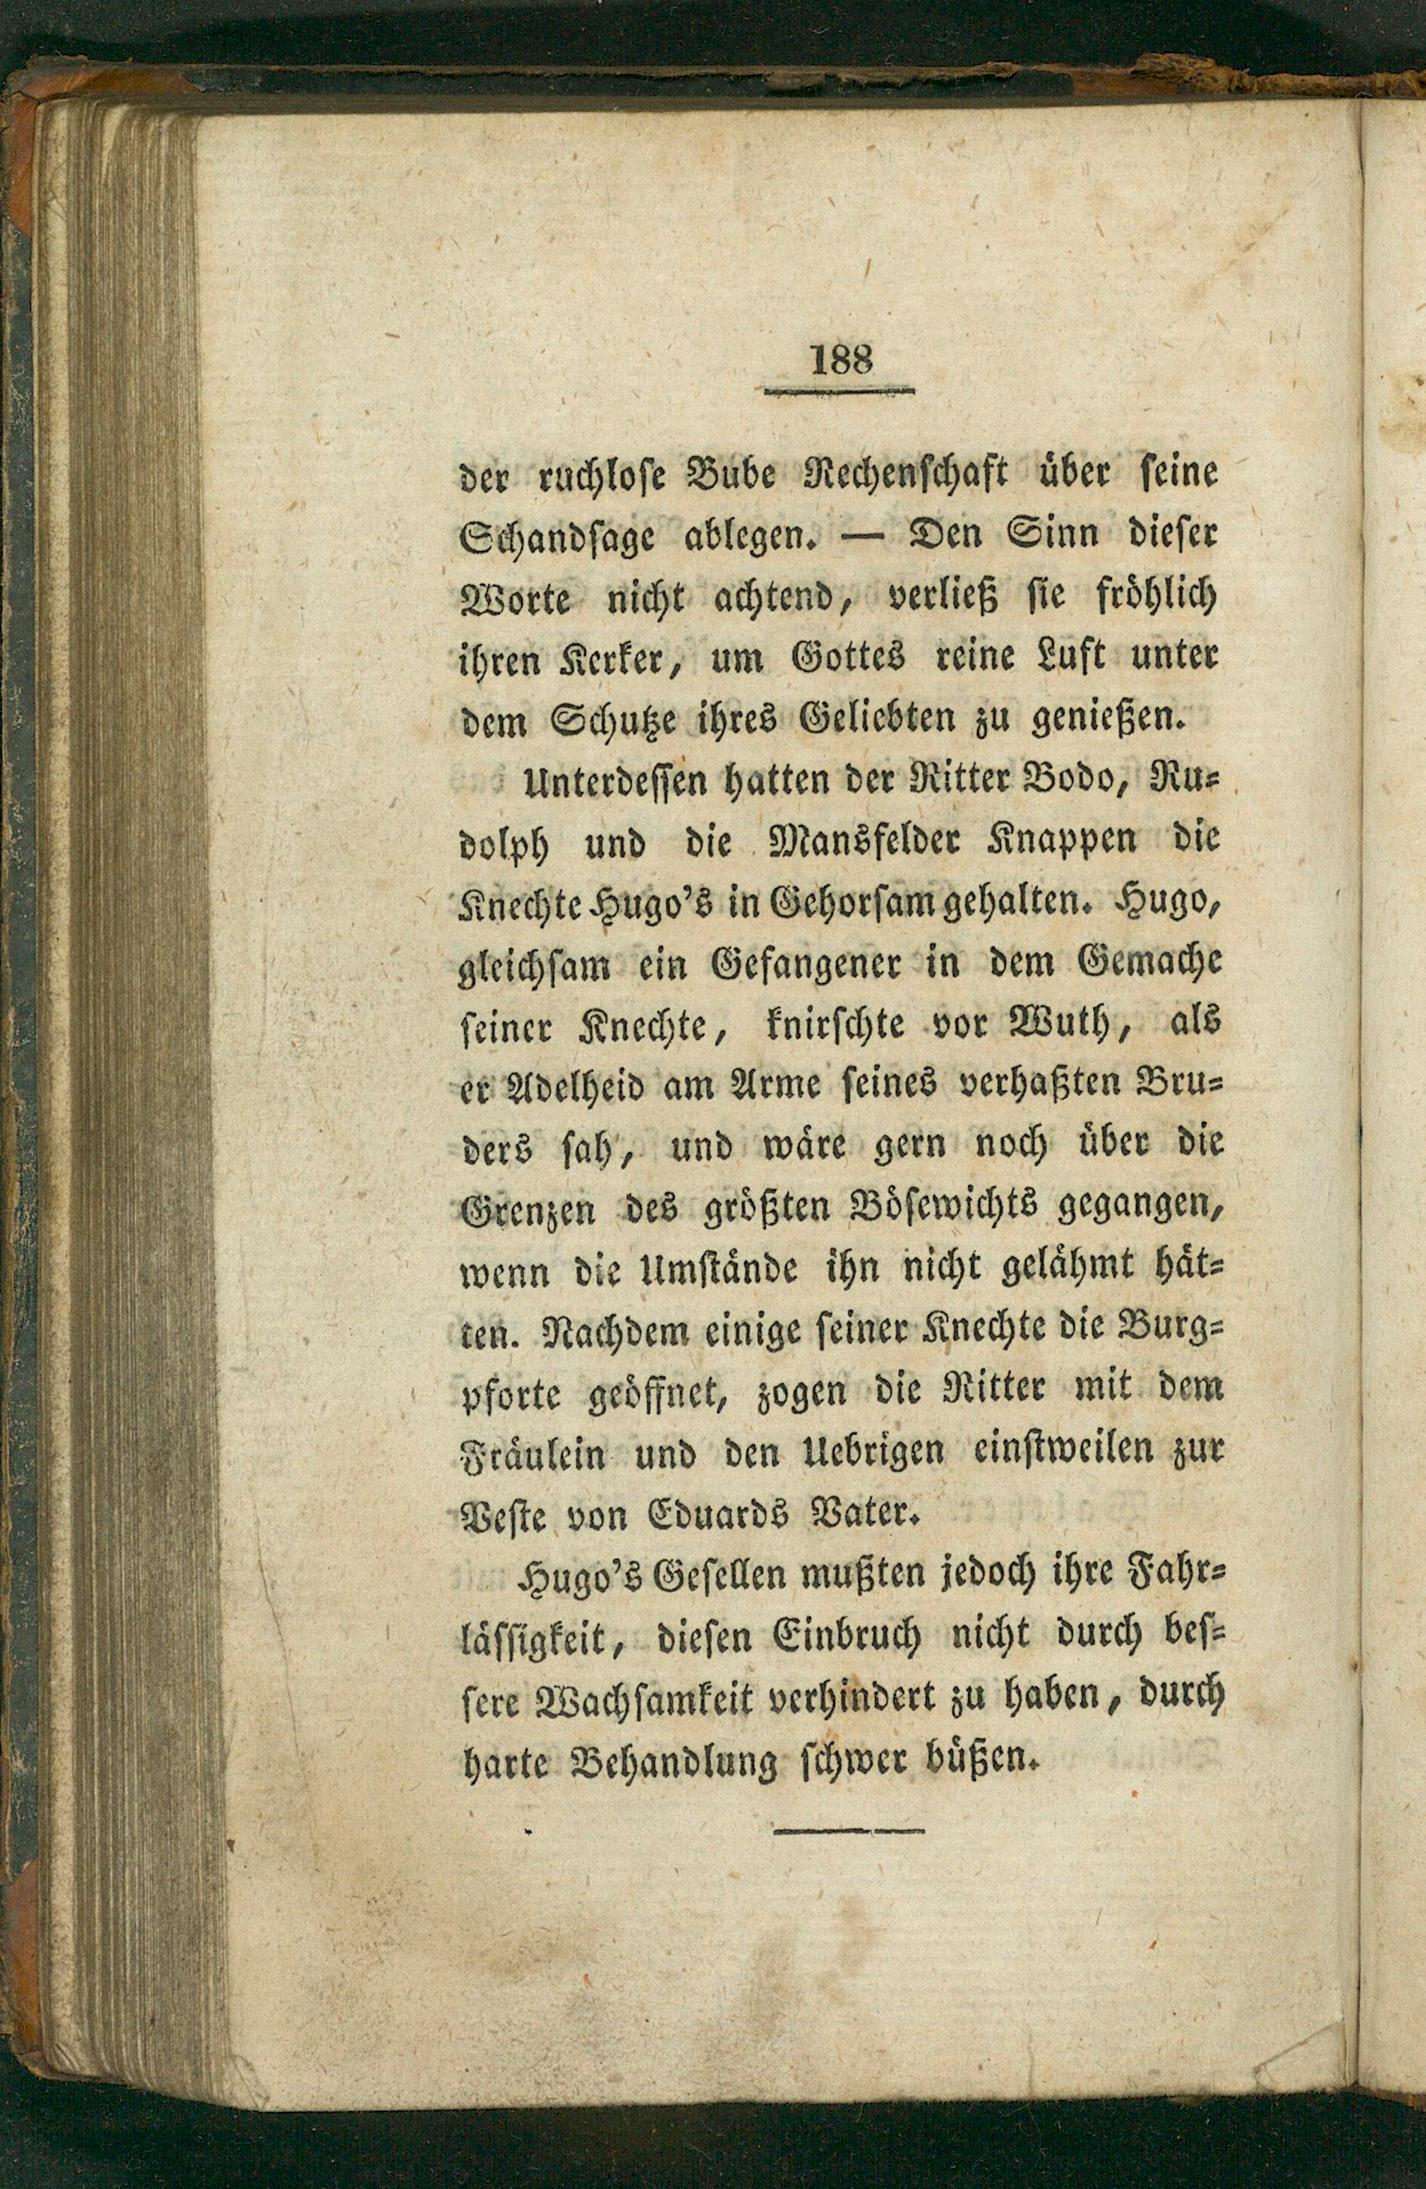 188
der ruchlose Bube Rechenschaft über seine
Schandsage ablegen. — Den Sinn dieser
Worte nicht achtend, verließ sie fröhlich
ihren Kerker, um Gottes reine Luft unter
dem Schutze ihres Geliebten zu genießen.
Unterdessen hatten der Ritter Bodo, Ru-
dolph und die Mansfelder Knappen die
Knechte Hugo's in Gehorsam gehalten. Hugo,
gleichsam ein Gefangener in dem Gemache
seiner Knechte, knirschte vor Wuth, als
er Adelheid am Arme seines verhaßten Bru-
ders sah, und wäre gern noch über die
Grenzen des größten Bösewichts gegangen,
wenn die Umstände ihn nicht gelähmt hät-
ten. Nachdem einige seiner Knechte die Burg-
pforte geöffnet, zogen die Ritter mit dem
Fräulein und den Uebrigen einstweilen zur
Veste von Eduards Vater.
Hugo's Gesellen mußten jedoch ihre Fahr-
lässigkeit, diesen Einbruch nicht durch bes-
sere Wachsamkeit verhindert zu haben, durch
harte Behandlung schwer büßen.